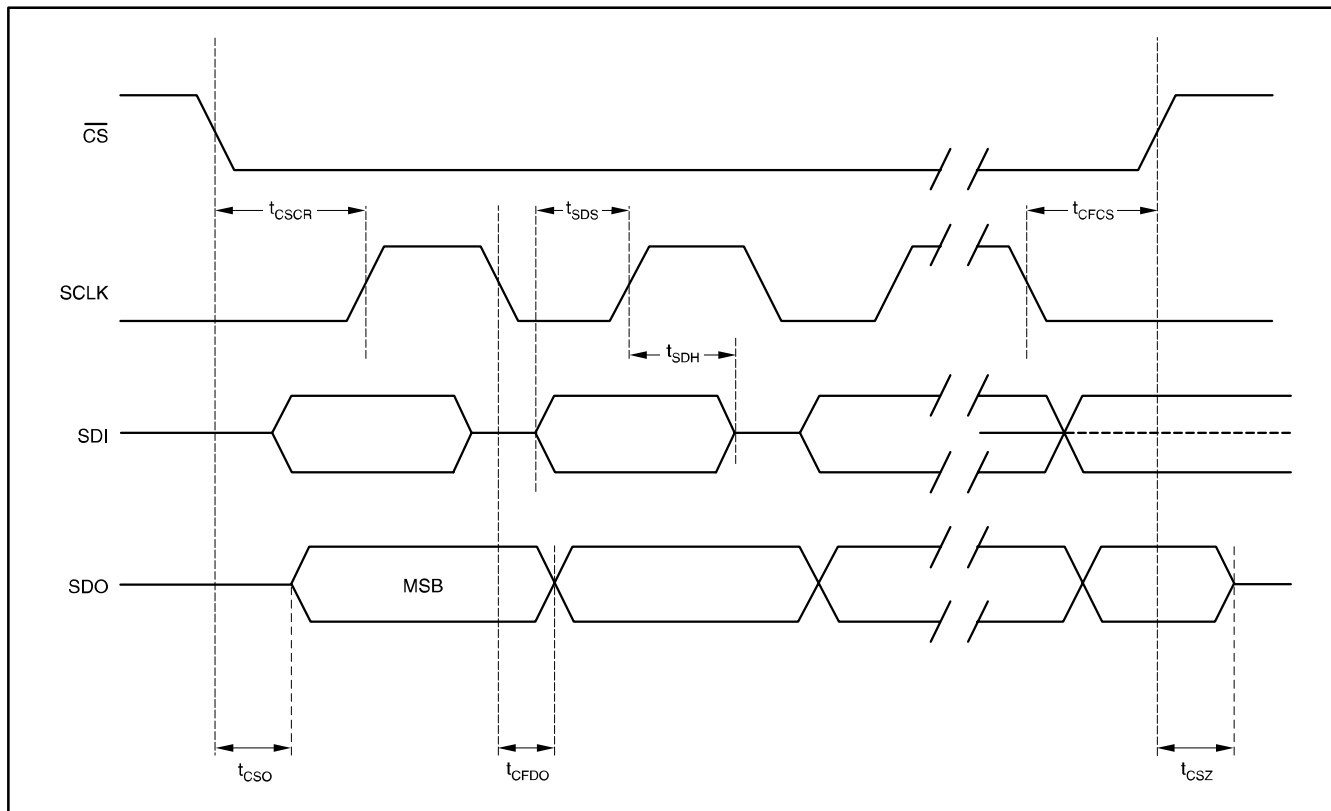 CS
tCSCR
tSDS
tCFCS
SCLK
tSDH
SDI
SDO
MSB
tCSO
tCFDO
tCSZ